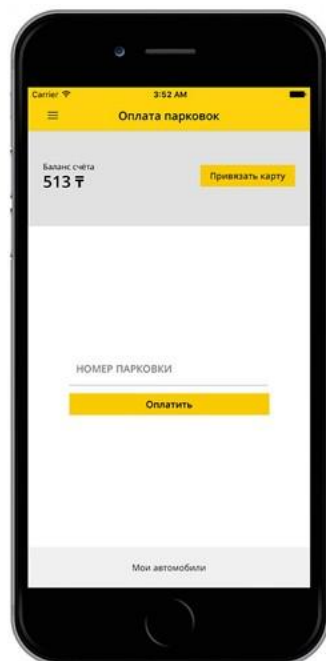 Carrier 3:52 AM
Оплата парковок
Баланс счёта
513 ₸
Привязать карту
НОМЕР ПАРКОВКИ
Оплатить
Мои автомобили